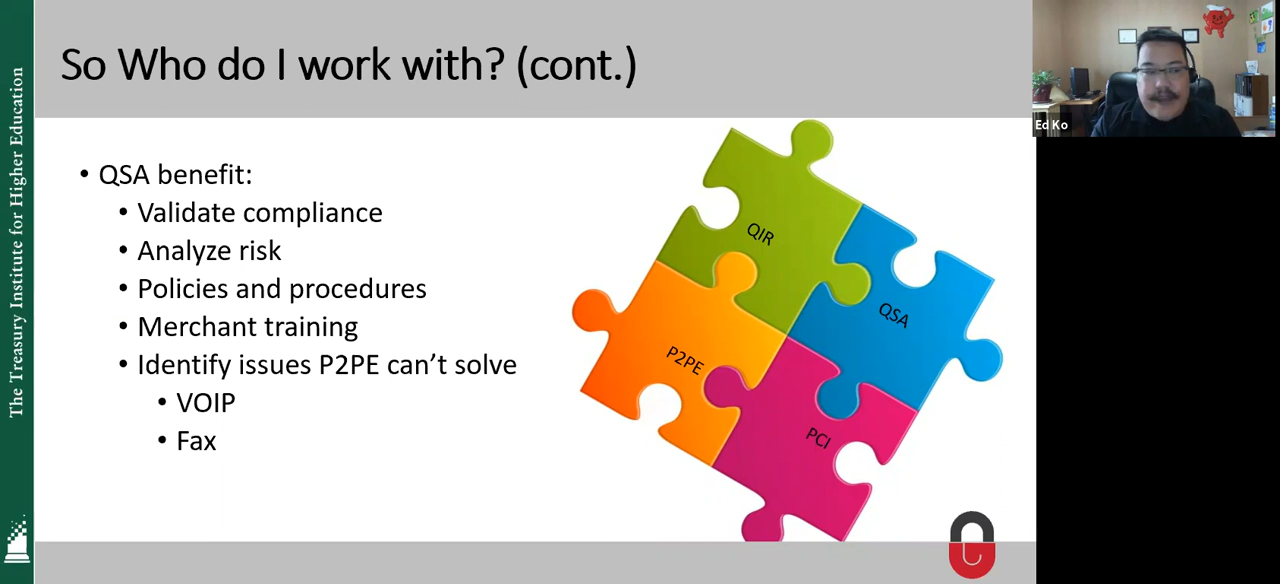 So Who do I work with? (cont.)
The Treasury Institute for Higher Education
• QSA benefit:
• Validate compliance
• Analyze risk
• Policies and procedures
• Merchant training
• Identify issues P2PE can’t solve
• VOIP
• Fax
QIR
QSA
P2PE
PCI
Ed Ko